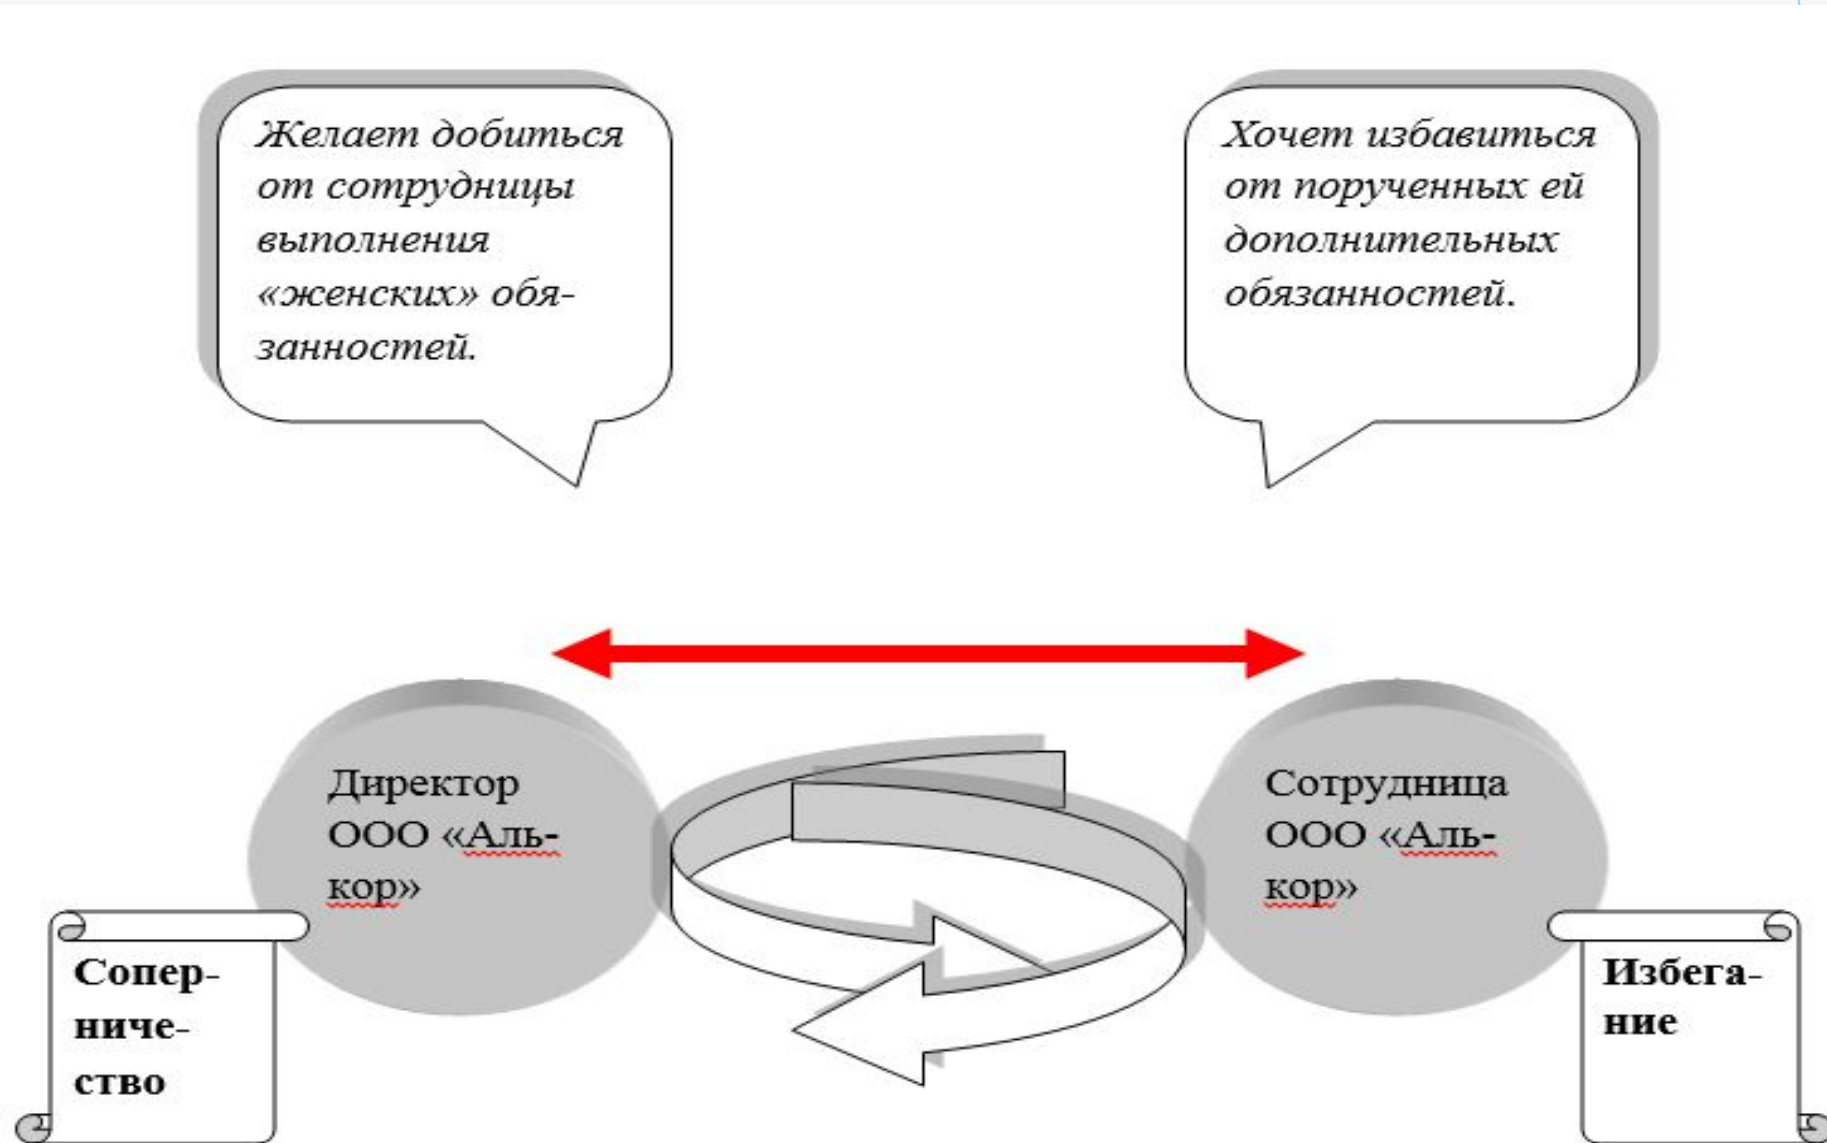 Желает добиться
от сотрудницы
выполнения
«женских» обя-
занностей.
Хочет избавиться
от порученных ей
дополнительных
обязанностей.
Директор
ООО «Аль-
кор»
Сотрудница
ООО «Аль-
кор»
Сопер-
ниче-
ство
Избега-
ние